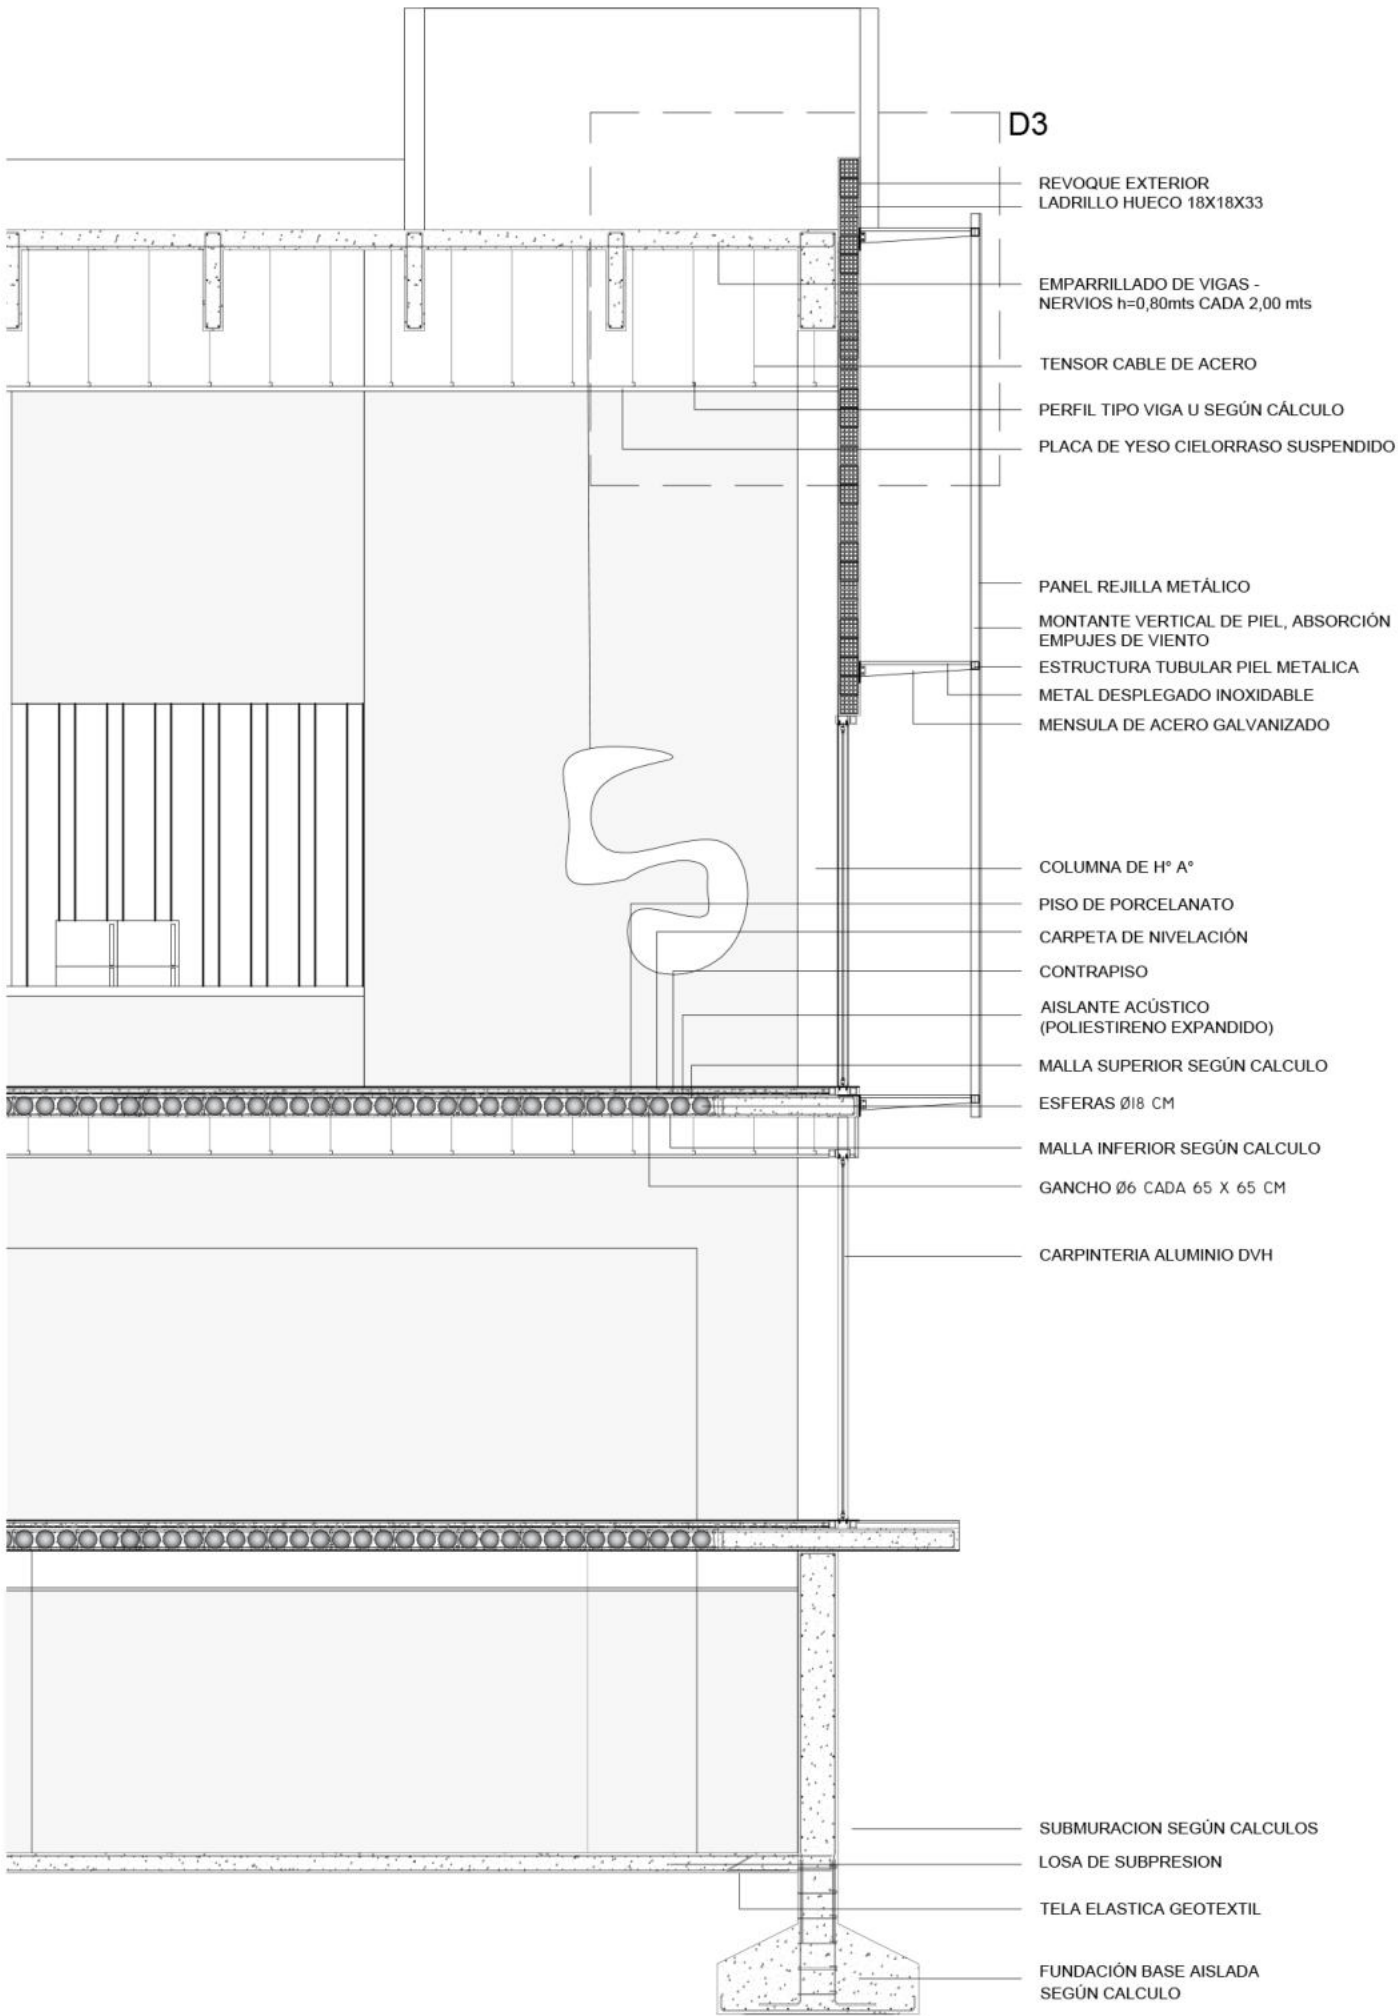 D3
REVOQUE EXTERIOR
LADRILLO HUECO 18X18X33
EMPARRILLADO DE VIGAS -
NERVIOS h=0,80mts CADA 2,00 mts
TENSOR CABLE DE ACERO
PERFIL TIPO VIGA U SEGÚN CÁLCULO
PLACA DE YESO CIELORRASO SUSPENDIDO
PANEL REJILLA METÁLICO
MONTANTE VERTICAL DE PIEL, ABSORCIÓN
EMPUJES DE VIENTO
ESTRUCTURA TUBULAR PIEL METALICA
METAL DESPLEGADO INOXIDABLE
MENSULA DE ACERO GALVANIZADO
COLUMNA DE H° A°
PISO DE PORCELANATO
CARPETA DE NIVELACIÓN
CONTRAPISO
AISLANTE ACÚSTICO
(POLIESTIRENO EXPANDIDO)
MALLA SUPERIOR SEGÚN CALCULO
ESFERAS Ø18 CM
MALLA INFERIOR SEGÚN CALCULO
GANCHO Ø6 CADA 65 X 65 CM
CARPINTERIA ALUMINIO DVH
SUBMURACION SEGÚN CALCULOS
LOSA DE SUBPRESION
TELA ELASTICA GEOTEXTIL
FUNDACIÓN BASE AISLADA
SEGÚN CALCULO